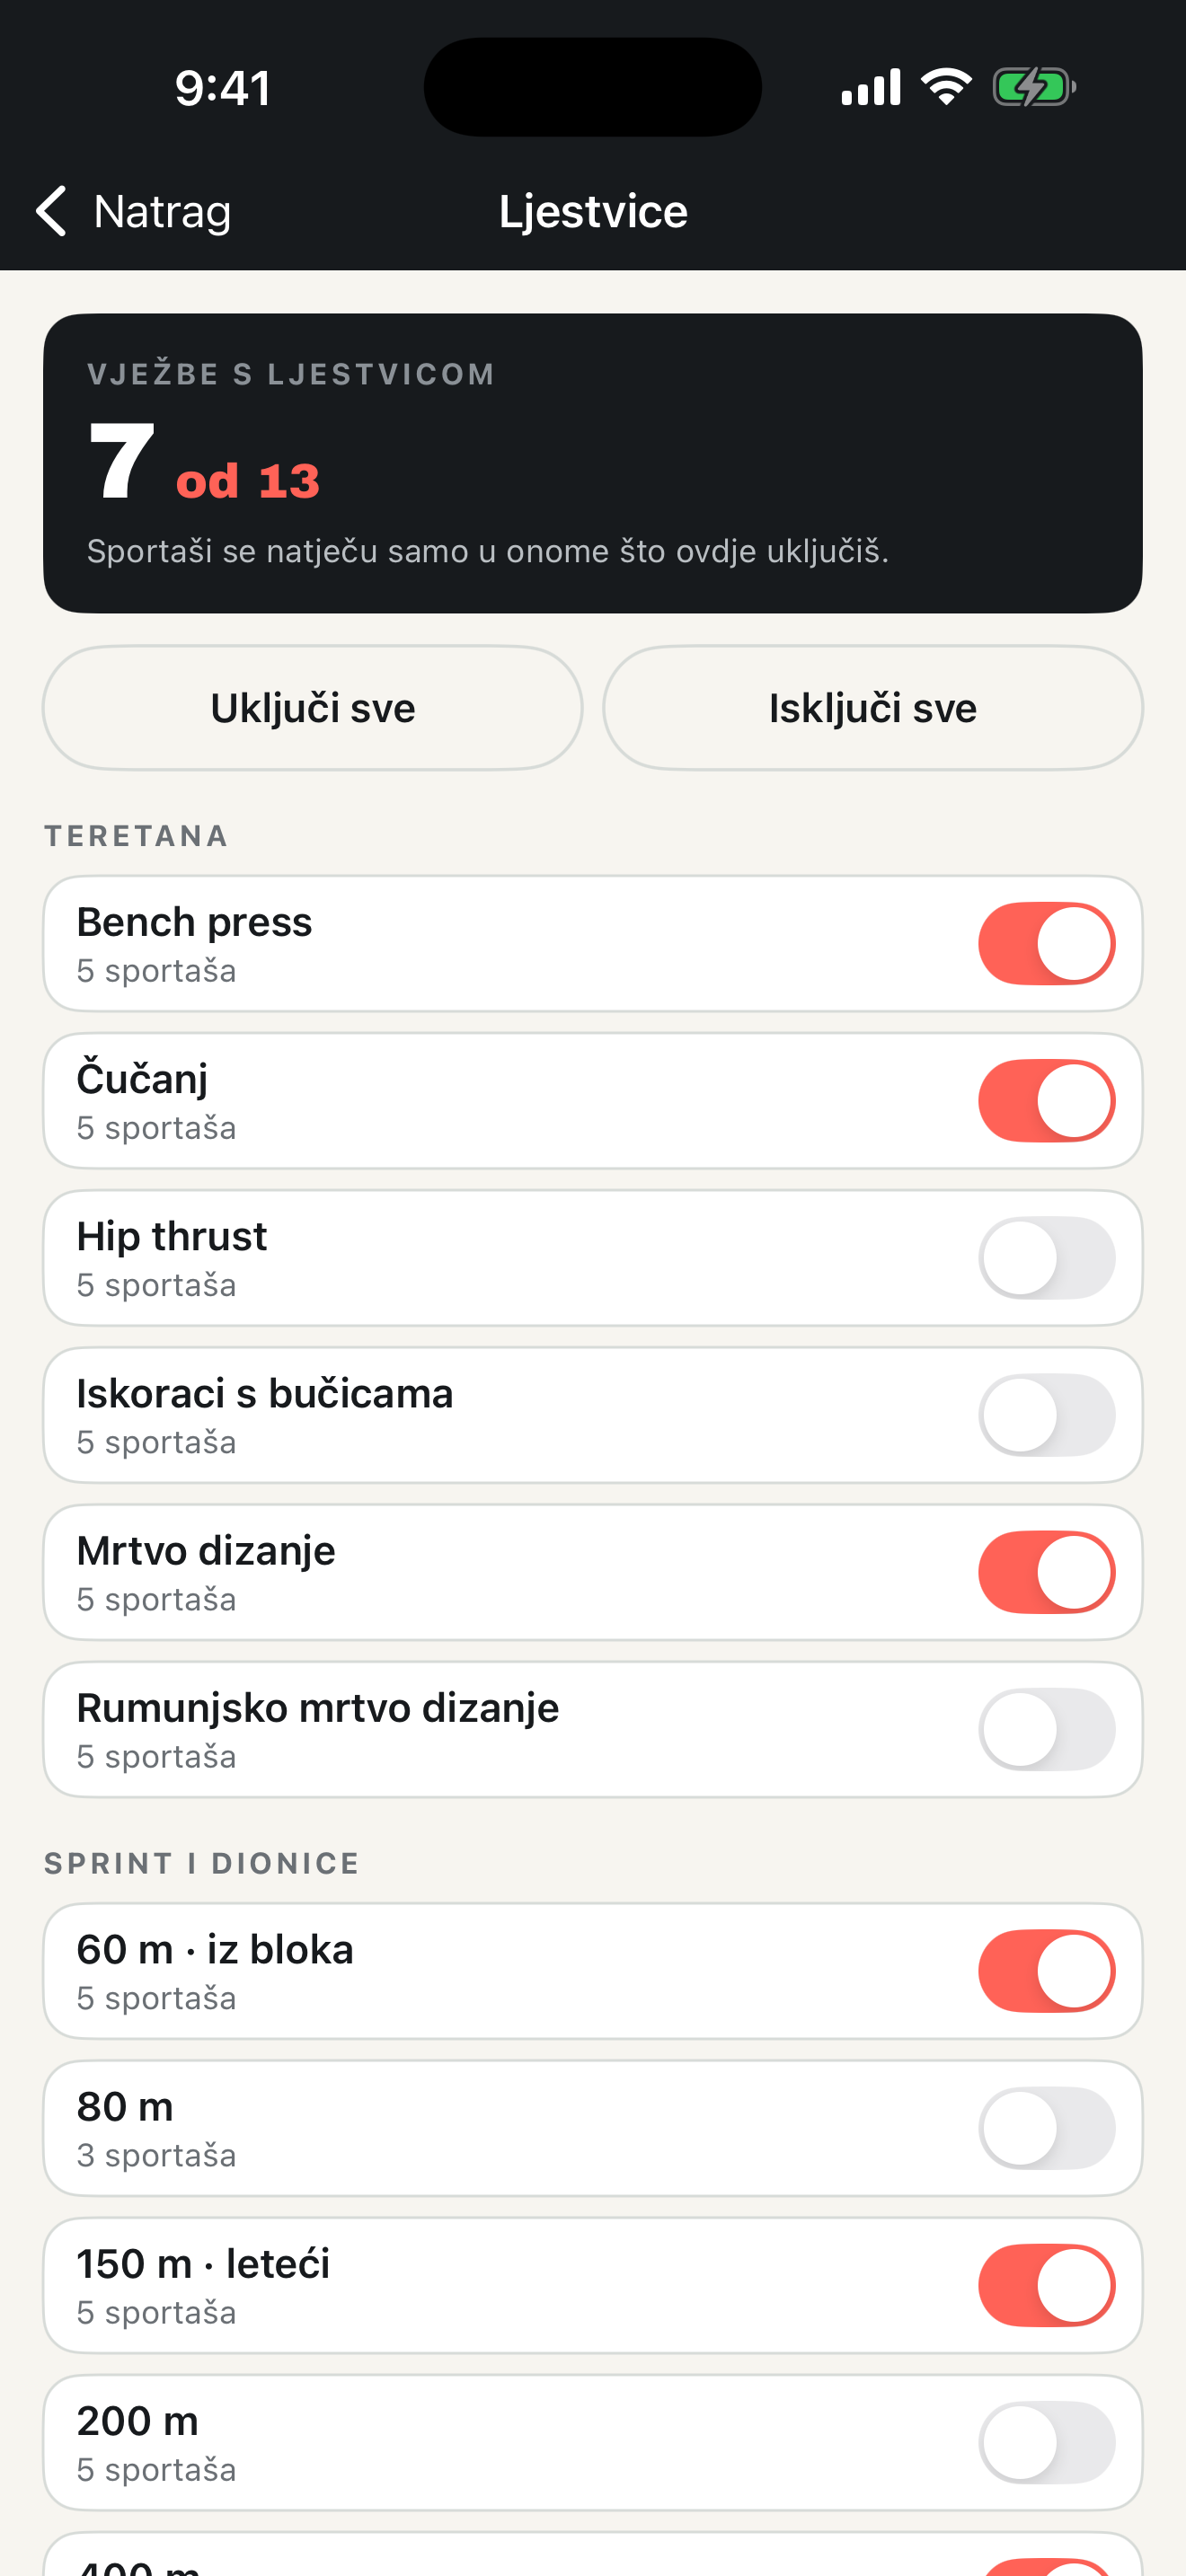 9:41
Natrag
Ljestvice
VJEŽBE S LJESTVICOM
7 od 13
Sportaši se natječu samo u onome što ovdje uključiš.
Uključi sve
Isključi sve
TERETANA
Bench press
5 sportaša
Čučanj
5 sportaša
Hip thrust
5 sportaša
Iskoraci s bučicama
5 sportaša
Mrtvo dizanje
5 sportaša
Rumunjsko mrtvo dizanje
5 sportaša
SPRINT I DIONICE
60 m · iz bloka
5 sportaša
80 m
3 sportaša
150 m · leteći
5 sportaša
200 m
5 sportaša
400 m